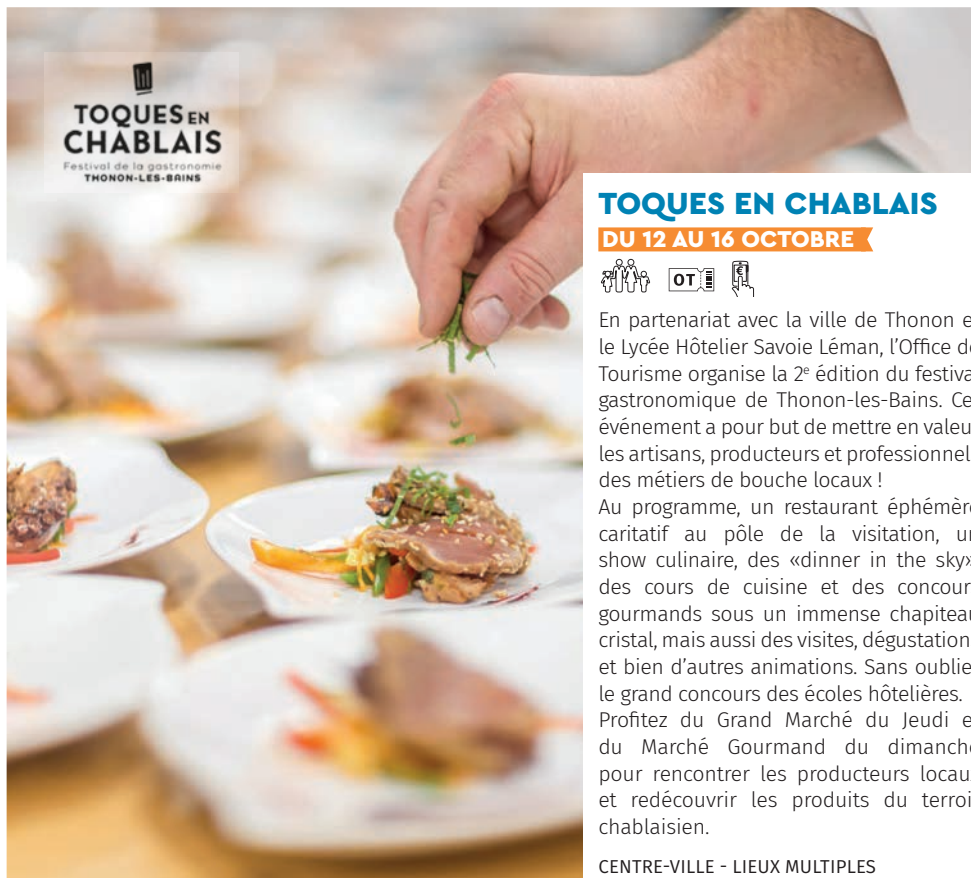 TOQUES EN
CHABLAIS
Festival de la gastronomie
THONON-LES-BAINS
TOQUES EN CHABLAIS
DU 12 AU 16 OCTOBRE
OT
€
En partenariat avec la ville de Thonon e
le Lycée Hôtelier Savoie Léman, l’Office de
Tourisme organise la 2e édition du festiva
gastronomique de Thonon-les-Bains. Ce
événement a pour but de mettre en valeu
les artisans, producteurs et professionnel
des métiers de bouche locaux !
Au programme, un restaurant éphémère
caritatif au pôle de la visitation, un
show culinaire, des «dinner in the sky»
des cours de cuisine et des concour
gourmands sous un immense chapiteau
cristal, mais aussi des visites, dégustation
et bien d’autres animations. Sans oublie
le grand concours des écoles hôtelières.
Profitez du Grand Marché du Jeudi e
du Marché Gourmand du dimanche
pour rencontrer les producteurs locau
et redécouvrir les produits du terroi
chablaisien.
CENTRE-VILLE - LIEUX MULTIPLES